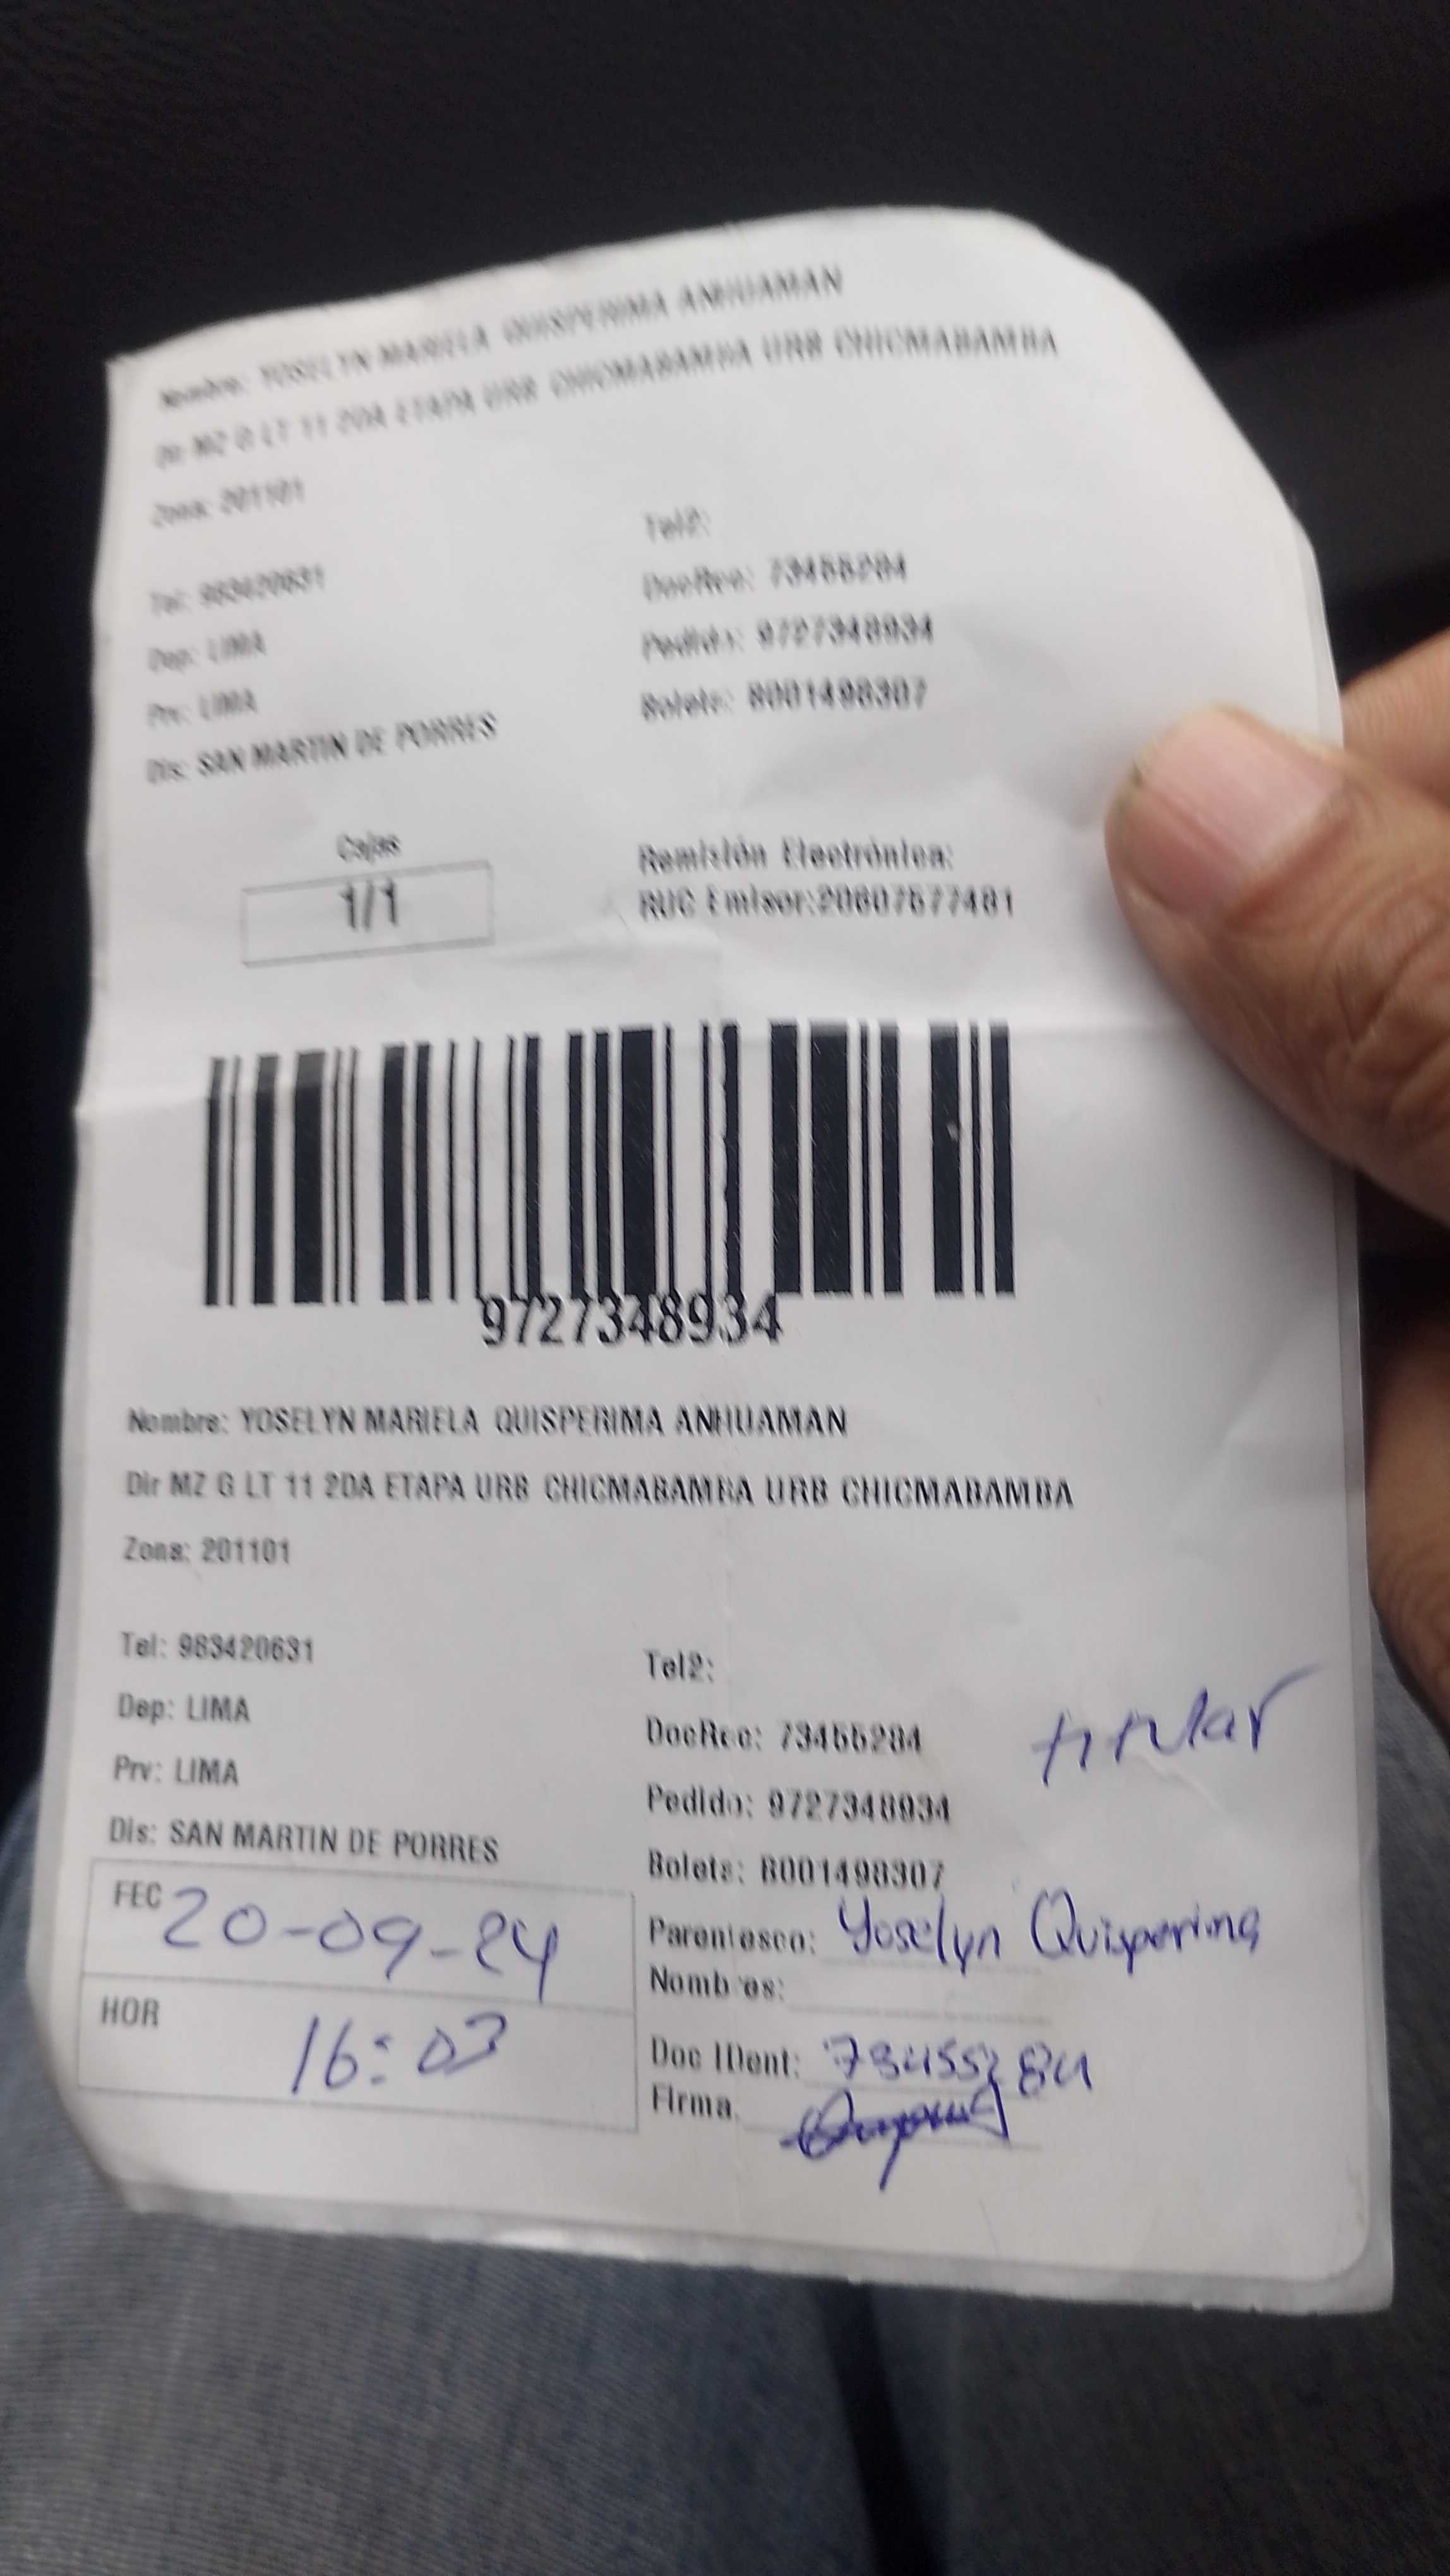 Nombre: YOSELYN MARIELA QUISPERIMA ANHUAMAN
Dir MZ G LT 11 2DA ETAPA URB CHICMABAMBA URB CHICMABAMBA
Zona: 201101
Tel: 983420631
Tel2:
Dep: LIMA
DocRec: 73455284
Prv: LIMA
Pedido: 9727348934
Dis: SAN MARTIN DE PORRES
Boleta: B001498307
Cajas
1/1
Remisión Electrónica:
RUC Emisor:20607577481
9727348934
Nombre: YOSELYN MARIELA QUISPERIMA ANHUAMAN
Dir MZ G LT 11 2DA ETAPA URB CHICMABAMBA URB CHICMABAMBA
Zona: 201101
Tel: 983420631
Tel2:
Dep: LIMA
DocRec: 73455284
titular
Prv: LIMA
Pedido: 9727348934
Dis: SAN MARTIN DE PORRES
Boleta: B001498307
FEC 20-09-24
Parentesco: Yoselyn Quisperima
Nombres:
HOR 16:03
Doc IDent: 73455284
Firma